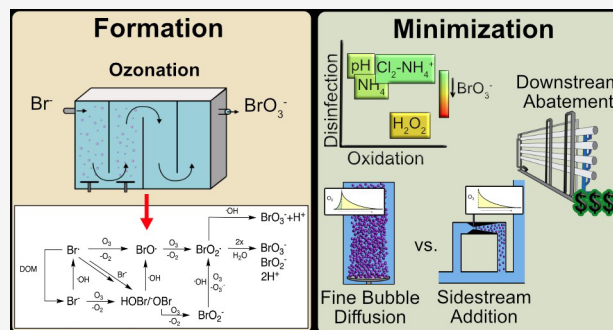 Formation
Ozonation
Br⁻
BrO₃⁻
·OH
BrO₃⁻+H⁺
Br· O₃ -O₂ BrO· O₃ -O₂ BrO₂· 2x H₂O BrO₃⁻
BrO₂⁻
2H⁺
DOM
Br⁻
·OH
·OH
·OH
O₃
-O₃·⁻
Br⁻ O₃ -O₂ HOBr/⁻OBr O₃ -O₂ BrO₂⁻
Minimization
Disinfection
Oxidation
pH
Cl₂-NH₄⁺
NH₄
H₂O₂
↓BrO₃⁻
Downstream
Abatement
$$$
O₃
O₃
vs.
Fine Bubble
Diffusion
Sidestream
Addition